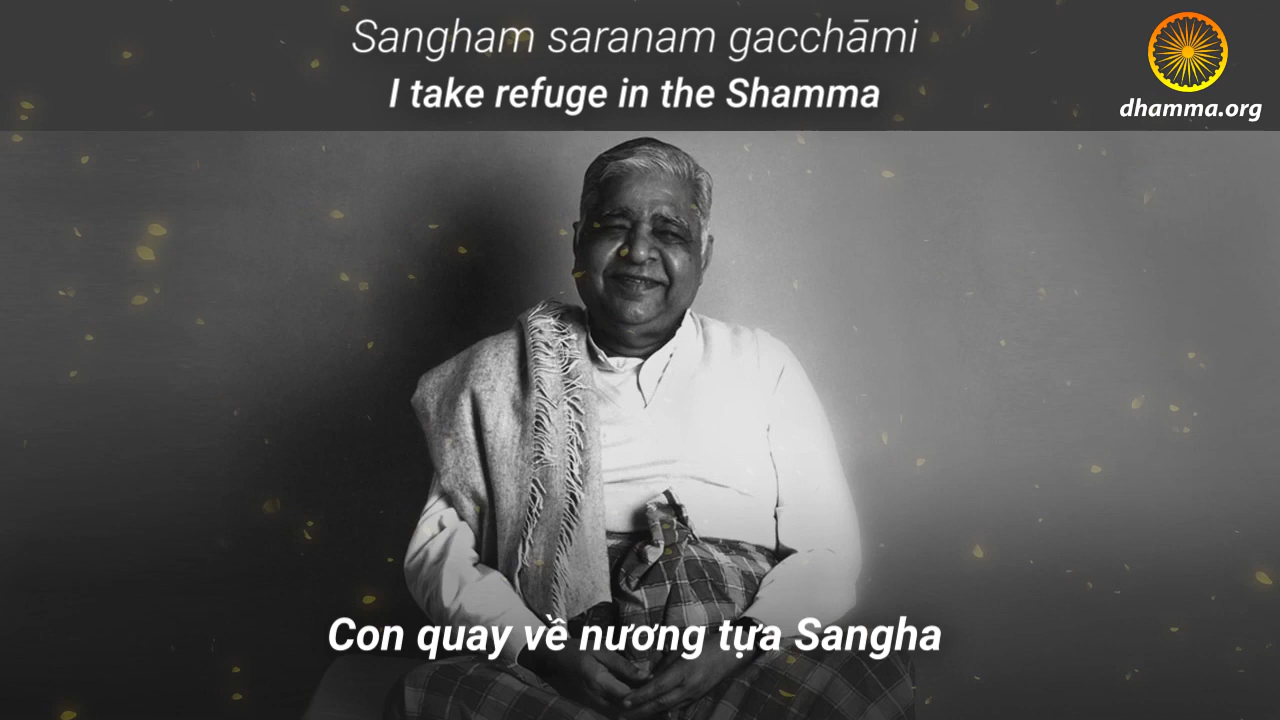 Sangham saranam gacchāmi
I take refuge in the Shamma
dhamma.org
Con quay về nương tựa Sangha